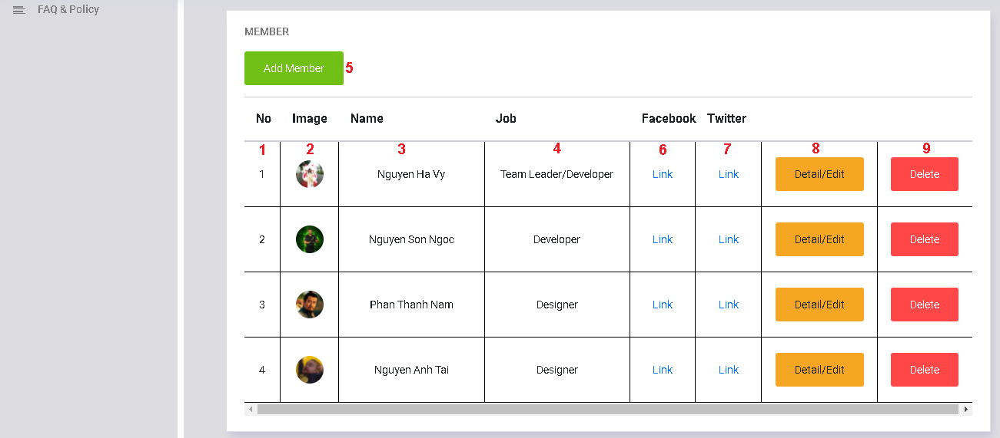 FAQ & Policy
MEMBER
Add Member 5
No Image Name Job Facebook Twitter
1 2 3 4 6 7 8 9
1 Nguyen Ha Vy Team Leader/Developer Link Link Detail/Edit Delete
2 Nguyen Son Ngoc Developer Link Link Detail/Edit Delete
3 Phan Thanh Nam Designer Link Link Detail/Edit Delete
4 Nguyen Anh Tai Designer Link Link Detail/Edit Delete